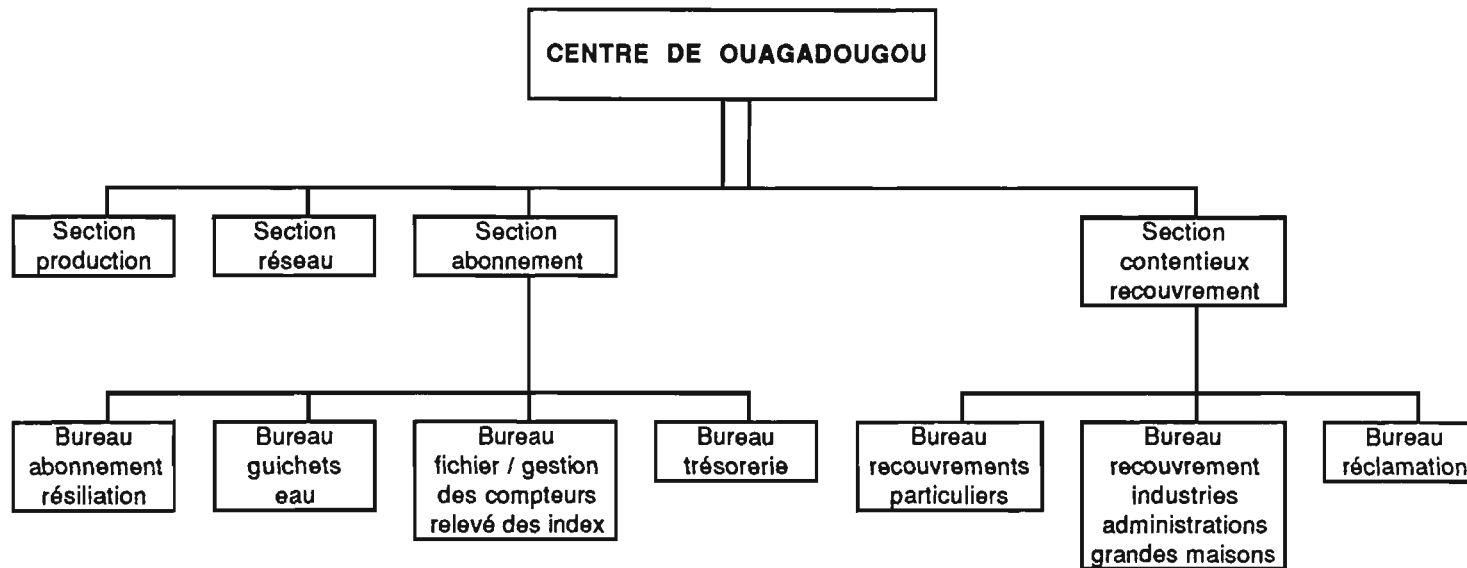 CENTRE DE OUAGADOUGOU
Section
production
Section
réseau
Section
abonnement
Section
contentieux
recouvrement
Bureau
abonnement
résiliation
Bureau
guichets
eau
Bureau
fichier / gestion
des compteurs
relevé des index
Bureau
trésorerie
Bureau
recouvrements
particuliers
Bureau
recouvrement
industries
administrations
grandes maisons
Bureau
réclamation